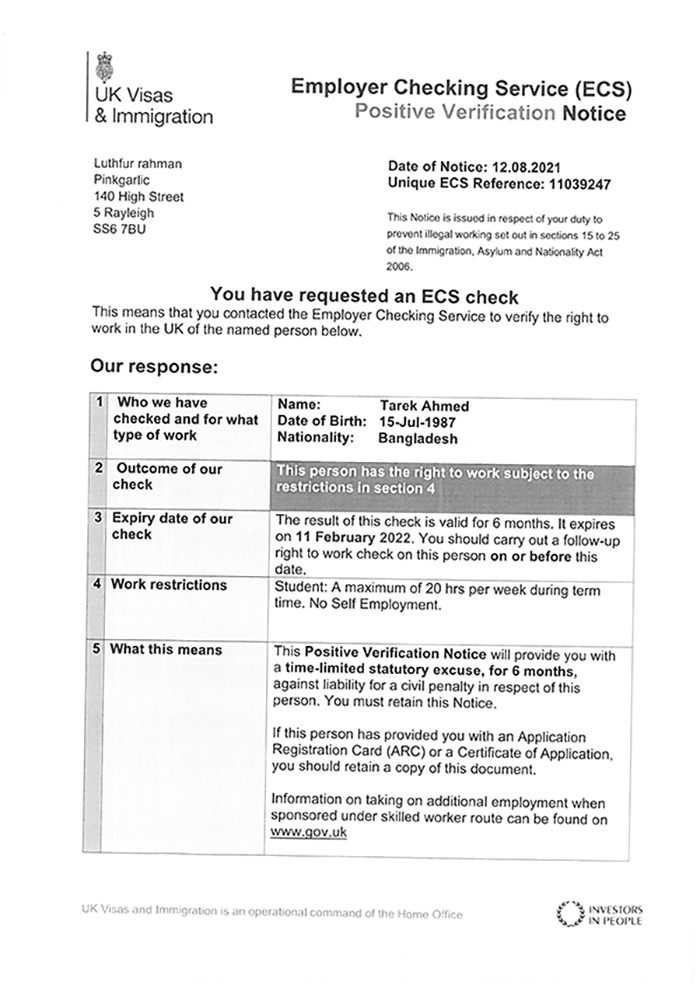 UK Visas
& Immigration
Employer Checking Service (ECS)
Positive Verification Notice
Luthfur rahman
Pinkgarlic
140 High Street
5 Rayleigh
SS6 7BU
Date of Notice: 12.08.2021
Unique ECS Reference: 11039247
This Notice is issued in respect of your duty to
prevent illegal working set out in sections 15 to 25
of the Immigration, Asylum and Nationality Act
2006.
You have requested an ECS check
This means that you contacted the Employer Checking Service to verify the right to
work in the UK of the named person below.
Our response:
1 Who we have
checked and for what
type of work
Name: Tarek Ahmed
Date of Birth: 15-Jul-1987
Nationality: Bangladesh
2 Outcome of our
check
This person has the right to work subject to the
restrictions in section 4
3 Expiry date of our
check
The result of this check is valid for 6 months. It expires
on 11 February 2022. You should carry out a follow-up
right to work check on this person on or before this
date.
4 Work restrictions
Student: A maximum of 20 hrs per week during term
time. No Self Employment.
5 What this means
This Positive Verification Notice will provide you with
a time-limited statutory excuse, for 6 months,
against liability for a civil penalty in respect of this
person. You must retain this Notice.
If this person has provided you with an Application
Registration Card (ARC) or a Certificate of Application,
you should retain a copy of this document.
Information on taking on additional employment when
sponsored under skilled worker route can be found on
www.gov.uk
UK Visas and Immigration is an operational command of the Home Office
INVESTORS
IN PEOPLE